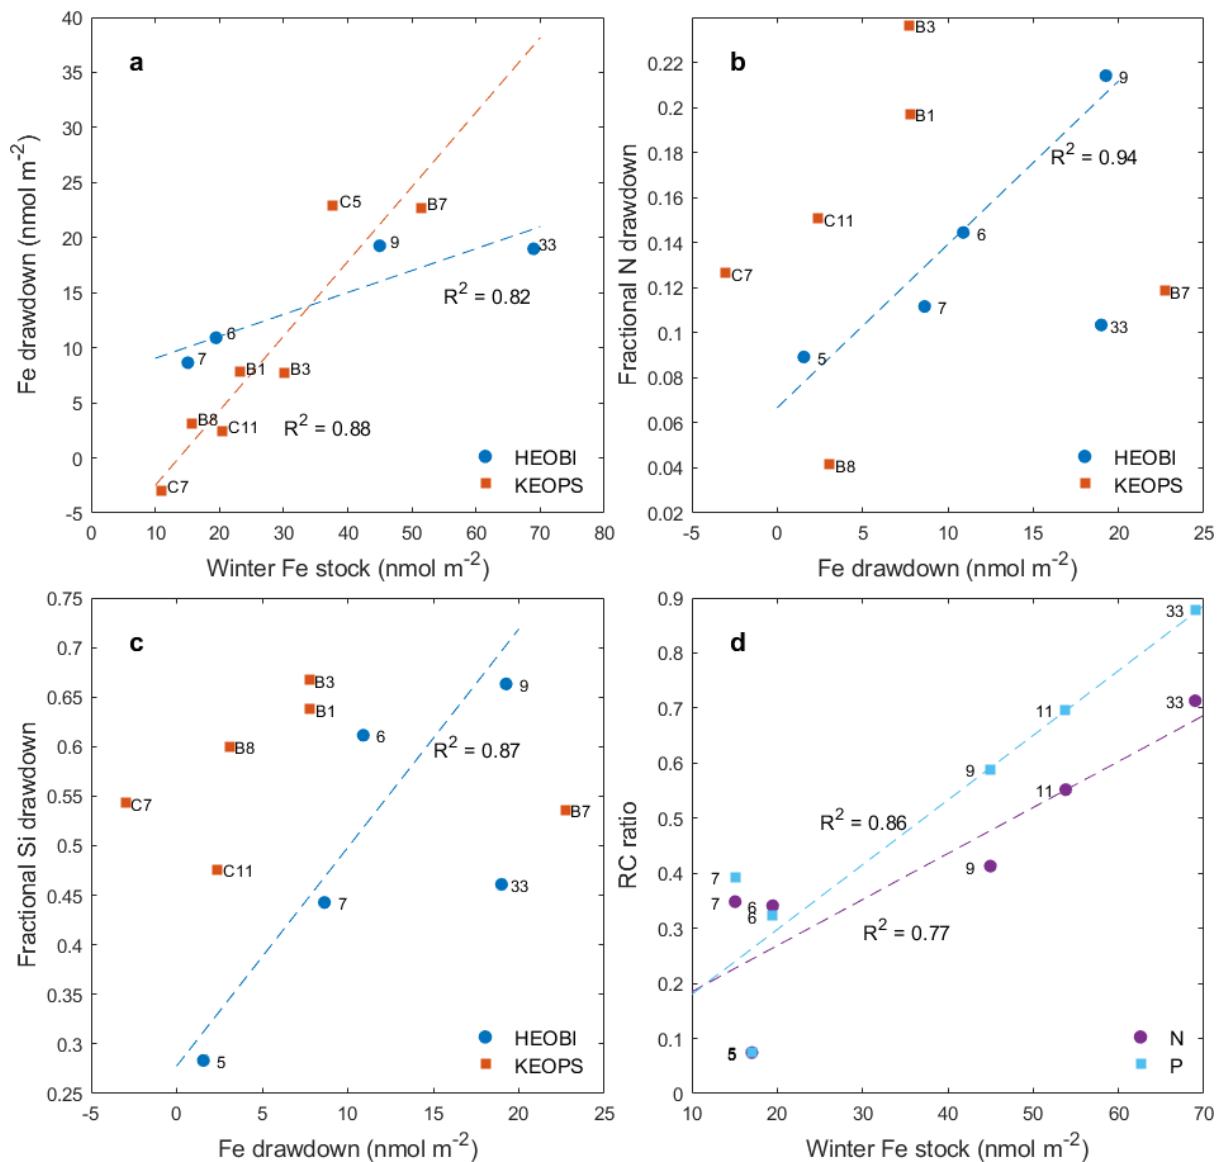 a
40
35
30
25
20
15
10
5
0
-5
Fe drawdown (nmol m-2)
C5
B7
9
33
R2 = 0.82
6
7
B1
B3
B8
C11
R2 = 0.88
C7
HEOBI
KEOPS
0 10 20 30 40 50 60 70 80
Winter Fe stock (nmol m-2)
b
0.22
0.2
0.18
0.16
0.14
0.12
0.1
0.08
0.06
0.04
0.02
Fractional N drawdown
B3
9
B1
R2 = 0.94
C11
6
C7
B7
7
33
5
B8
HEOBI
KEOPS
-5 0 5 10 15 20 25
Fe drawdown (nmol m-2)
c
0.75
0.7
0.65
0.6
0.55
0.5
0.45
0.4
0.35
0.3
0.25
Fractional Si drawdown
B3
9
B1
6
B8
R2 = 0.87
C7
B7
C11
33
7
5
HEOBI
KEOPS
-5 0 5 10 15 20 25
Fe drawdown (nmol m-2)
d
0.9
0.8
0.7
0.6
0.5
0.4
0.3
0.2
0.1
0
RC ratio
33
33
11
9
11
R2 = 0.86
9
7
7
6
6
R2 = 0.77
5
5
N
P
10 20 30 40 50 60 70
Winter Fe stock (nmol m-2)